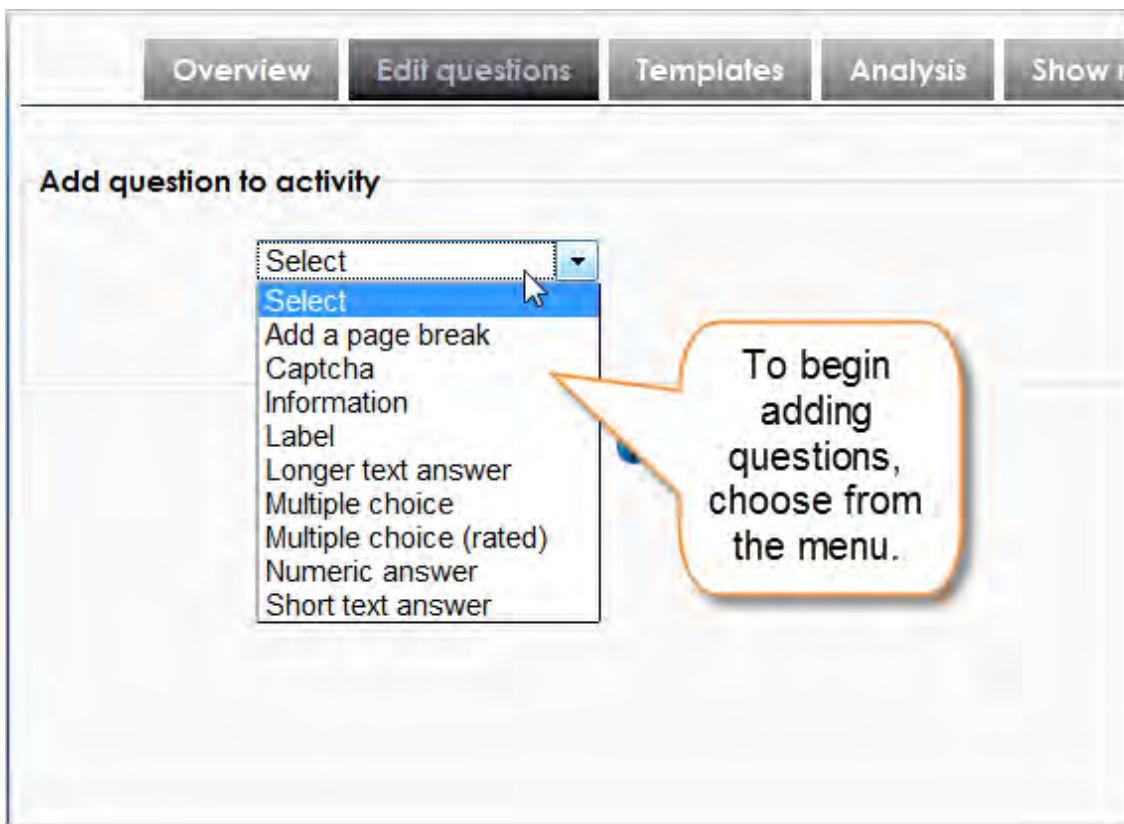 Overview Edit questions Templates Analysis Show
Add question to activity
Select
Select
Add a page break
Captcha
Information
Label
Longer text answer
Multiple choice
Multiple choice (rated)
Numeric answer
Short text answer
To begin
adding
questions,
choose from
the menu.